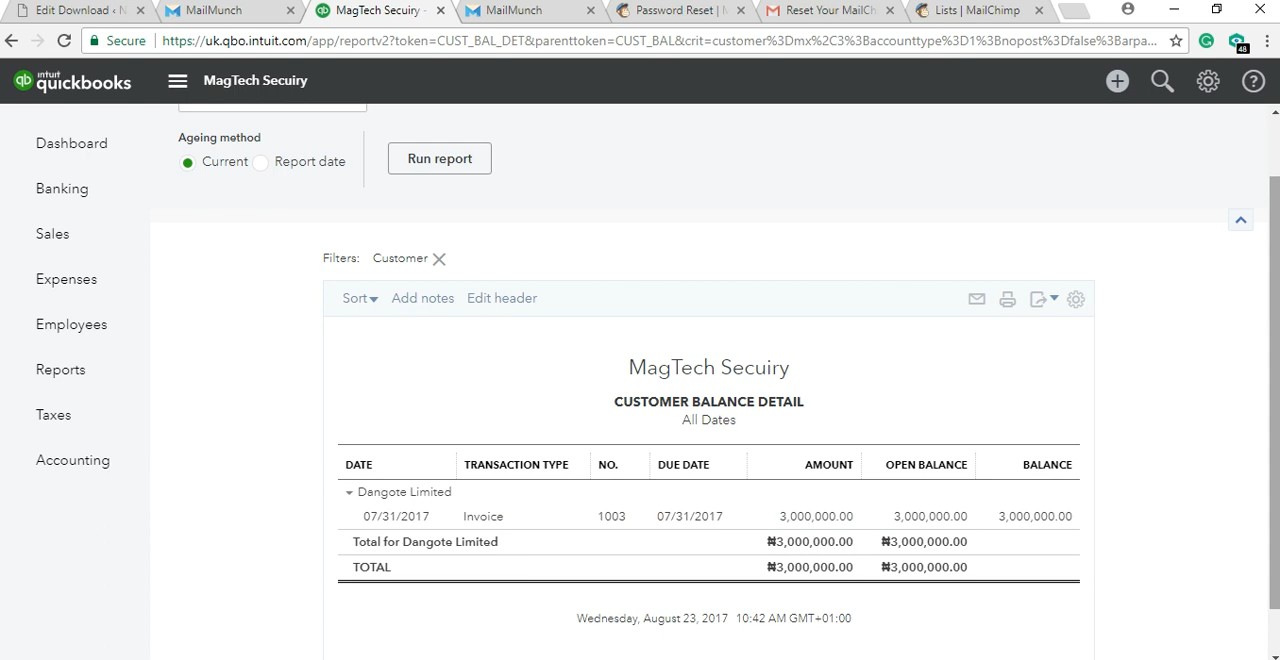 Edit Download ‹ N
MailMunch
MagTech Secuiry -
MailMunch
Password Reset | M
Reset Your MailCh
Lists | MailChimp
Secure
https://uk.qbo.intuit.com/app/reportv2?token=CUST_BAL_DET&parenttoken=CUST_BAL&crit=customer%3Dmx%2C3%3Baccounttype%3D1%3Bnopost%3Dfalse%3Barpa...
48
qb intuit quickbooks
MagTech Secuiry
Dashboard
Banking
Sales
Expenses
Employees
Reports
Taxes
Accounting
Ageing method
Current Report date
Run report
Filters: Customer
Sort Add notes Edit header
MagTech Secuiry
CUSTOMER BALANCE DETAIL
All Dates
DATE TRANSACTION TYPE NO. DUE DATE AMOUNT OPEN BALANCE BALANCE
Dangote Limited
07/31/2017 Invoice 1003 07/31/2017 3,000,000.00 3,000,000.00 3,000,000.00
Total for Dangote Limited ₦3,000,000.00 ₦3,000,000.00
TOTAL ₦3,000,000.00 ₦3,000,000.00
Wednesday, August 23, 2017 10:42 AM GMT+01:00